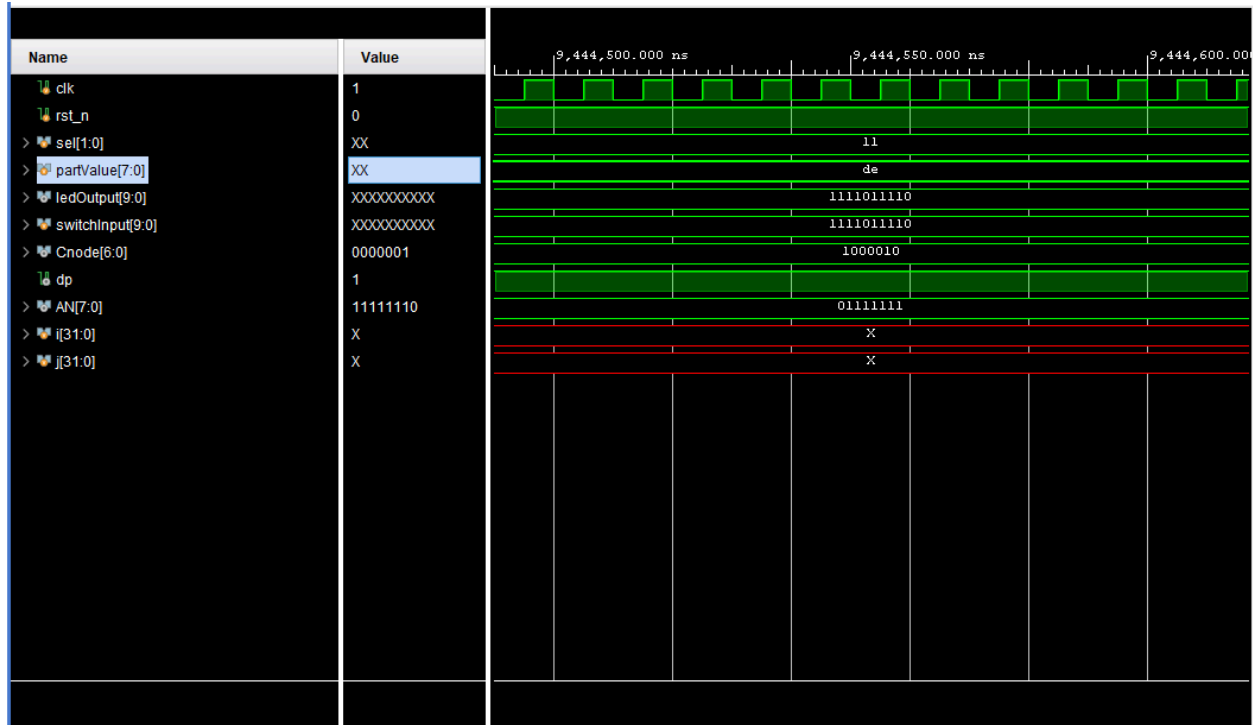 Name Value 9,444,500.000 ns 9,444,550.000 ns 9,444,600.00
clk 1
rst_n 0
sel[1:0] XX 11
partValue[7:0] XX de
ledOutput[9:0] XXXXXXXXXX 1111011110
switchInput[9:0] XXXXXXXXXX 1111011110
Cnode[6:0] 0000001 1000010
dp 1
AN[7:0] 11111110 01111111
i[31:0] X X
j[31:0] X X